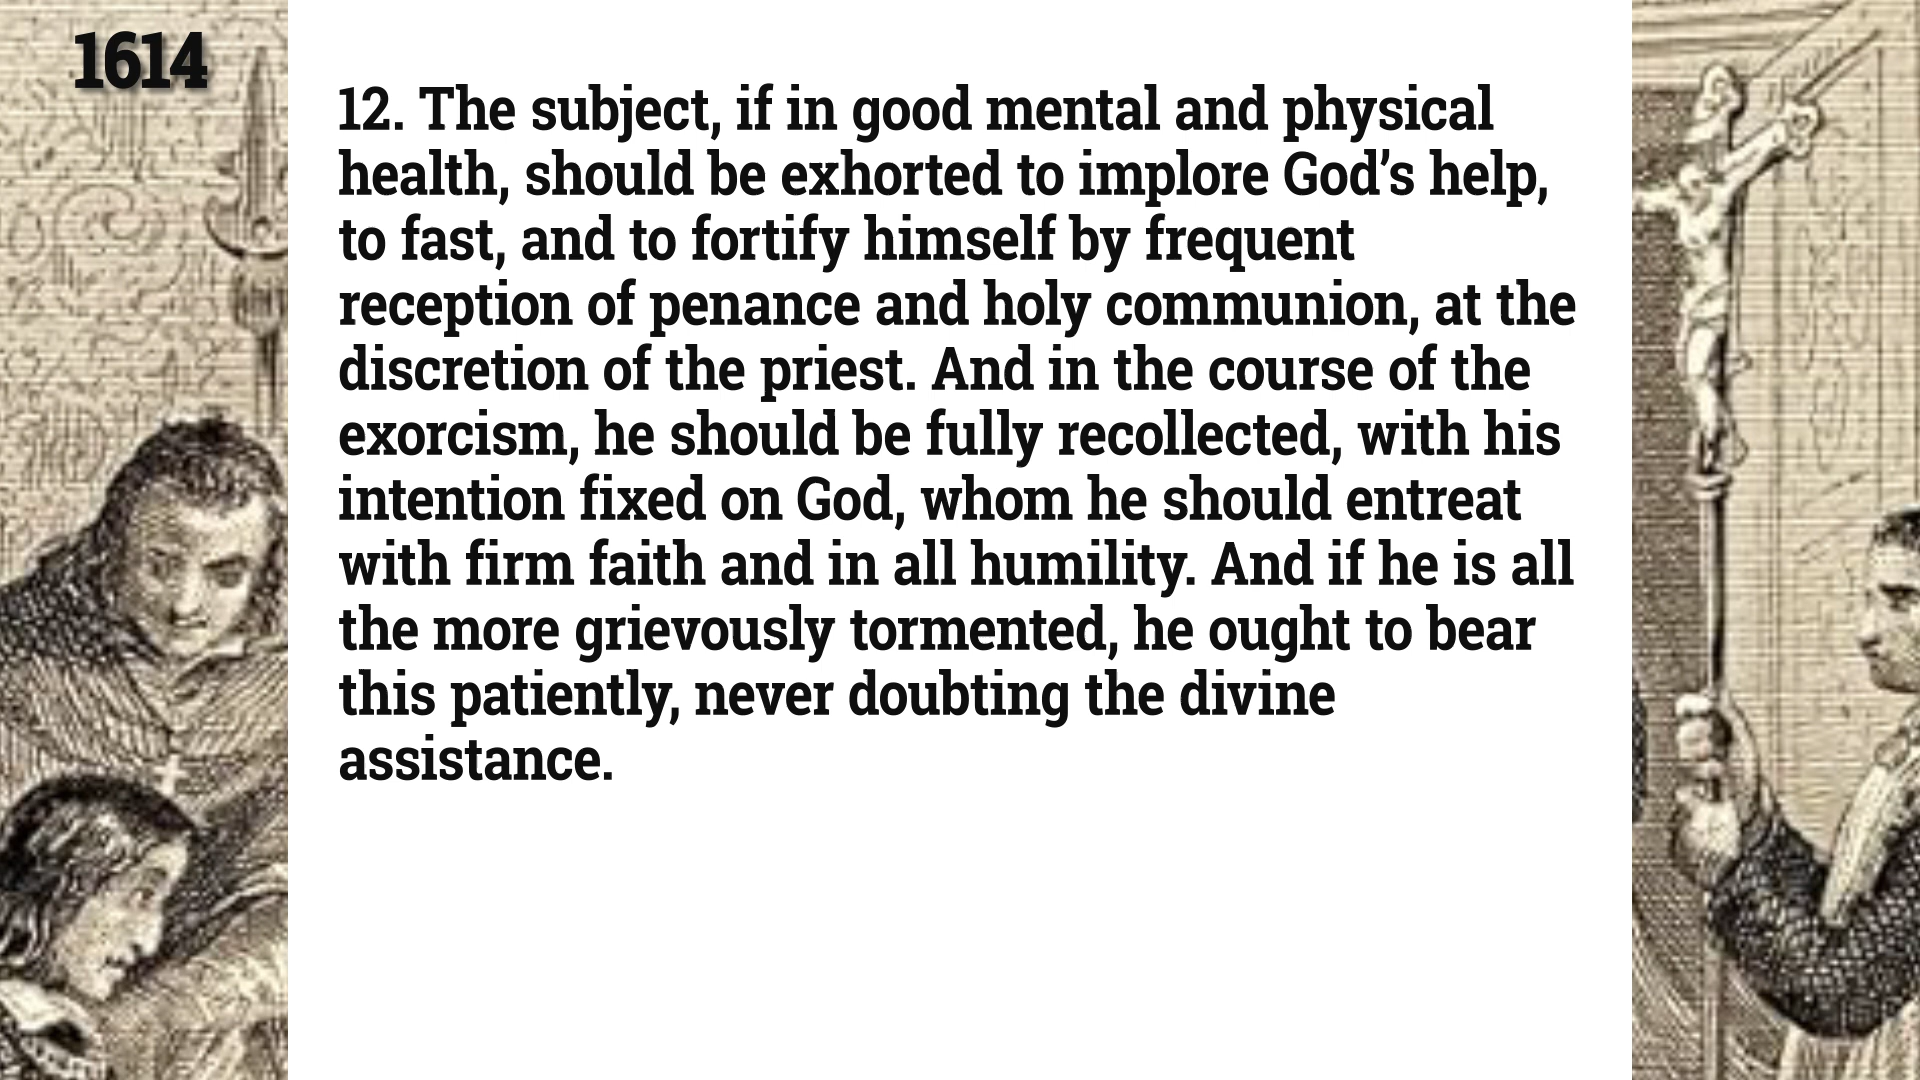 1614
12. The subject, if in good mental and physical
health, should be exhorted to implore God’s help,
to fast, and to fortify himself by frequent
reception of penance and holy communion, at the
discretion of the priest. And in the course of the
exorcism, he should be fully recollected, with his
intention fixed on God, whom he should entreat
with firm faith and in all humility. And if he is all
the more grievously tormented, he ought to bear
this patiently, never doubting the divine
assistance.